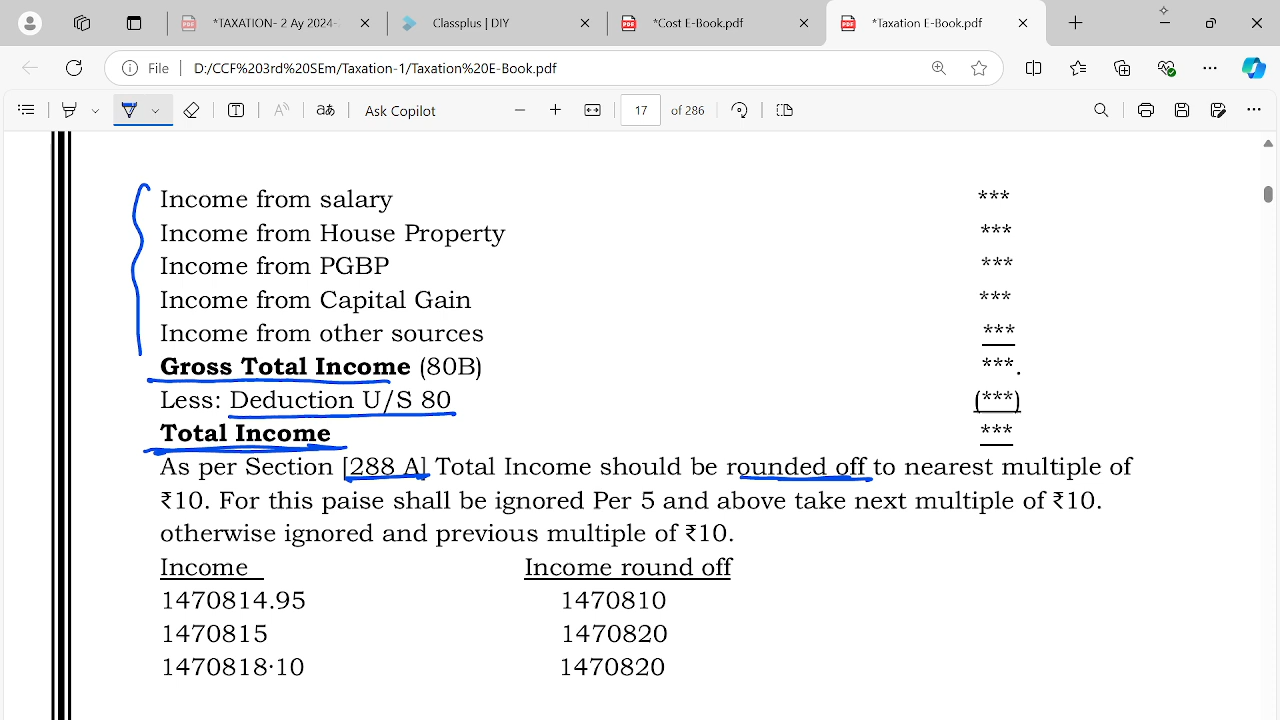 *TAXATION- 2 Ay 2024-
Classplus | DIY
*Cost E-Book.pdf
*Taxation E-Book.pdf
File | D:/CCF%203rd%20SEm/Taxation-1/Taxation%20E-Book.pdf
Ask Copilot
17 of 286
Income from salary ***
Income from House Property ***
Income from PGBP ***
Income from Capital Gain ***
Income from other sources ***
Gross Total Income (80B) ***.
Less: Deduction U/S 80 (***)
Total Income ***
As per Section [288 A] Total Income should be rounded off to nearest multiple of
₹10. For this paise shall be ignored Per 5 and above take next multiple of ₹10.
otherwise ignored and previous multiple of ₹10.
Income Income round off
1470814.95 1470810
1470815 1470820
1470818·10 1470820